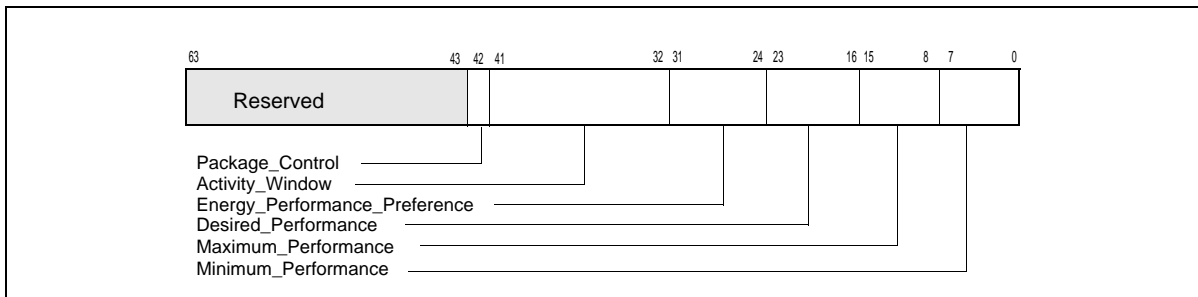 63 43 42 41 32 31 24 23 16 15 8 7 0
Reserved
Package_Control
Activity_Window
Energy_Performance_Preference
Desired_Performance
Maximum_Performance
Minimum_Performance